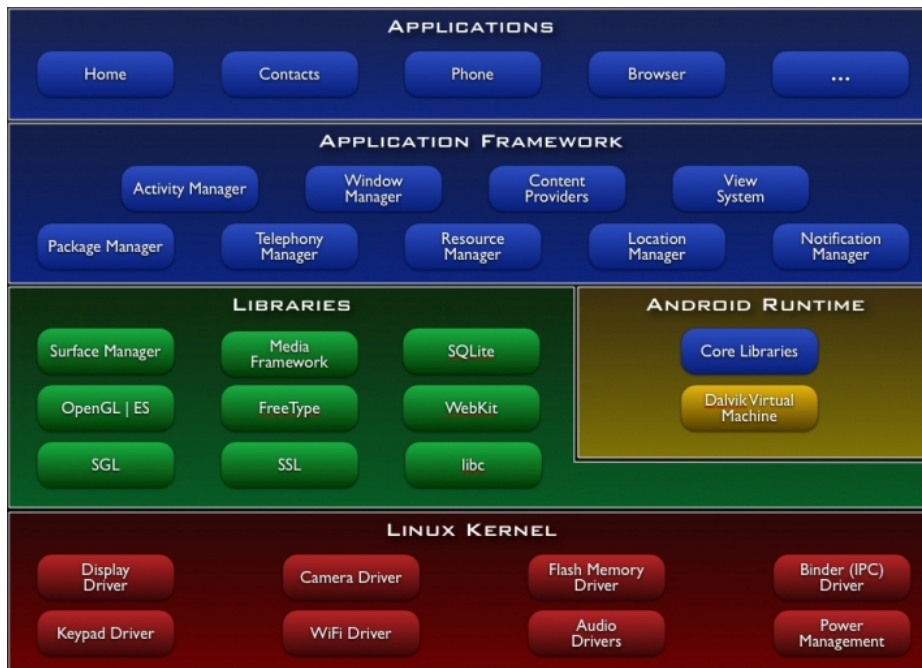 APPLICATIONS
Home
Contacts
Phone
Browser
...
APPLICATION FRAMEWORK
Activity Manager
Window
Manager
Content
Providers
View
System
Package Manager
Telephony
Manager
Resource
Manager
Location
Manager
Notification
Manager
LIBRARIES
Surface Manager
Media
Framework
SQLite
OpenGL | ES
FreeType
WebKit
SGL
SSL
libc
ANDROID RUNTIME
Core Libraries
Dalvik Virtual
Machine
LINUX KERNEL
Display
Driver
Camera Driver
Flash Memory
Driver
Binder (IPC)
Driver
Keypad Driver
WiFi Driver
Audio
Drivers
Power
Management